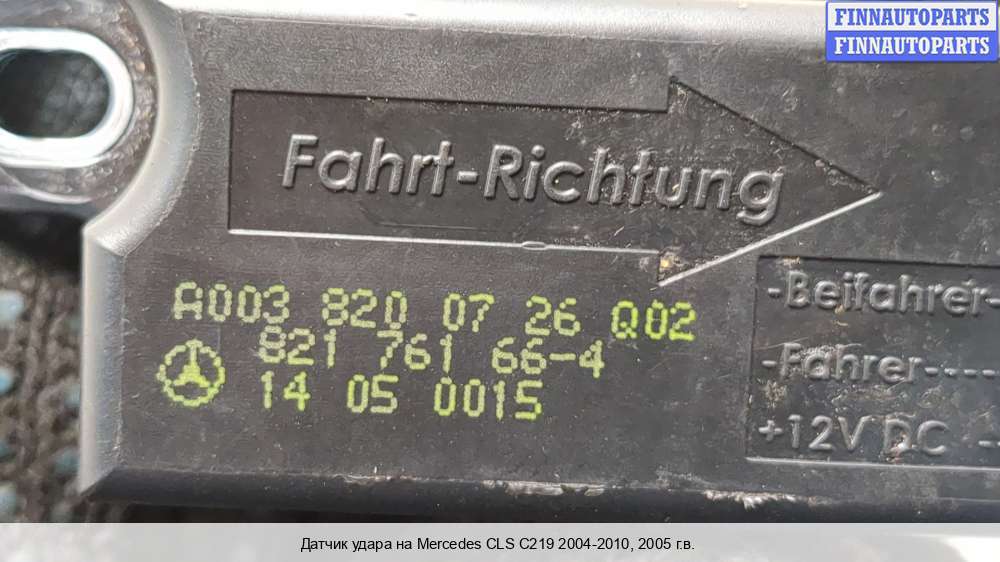 FINNAUTOPARTS
FINNAUTOPARTS
Fahrt-Richtung
A003 820 07 26 Q02
821 761 66-4
14 05 0015
-Beifahrer-
-Fahrer----
+12V DC --
Датчик удара на Mercedes CLS C219 2004-2010, 2005 г.в.